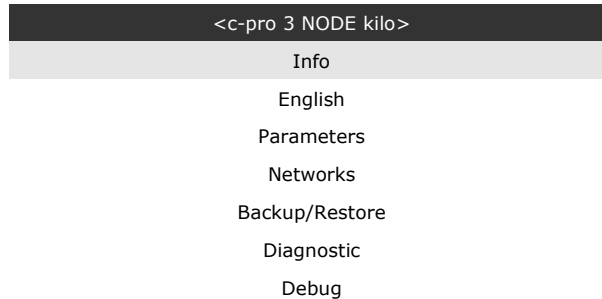 <c-pro 3 NODE kilo>
Info
English
Parameters
Networks
Backup/Restore
Diagnostic
Debug